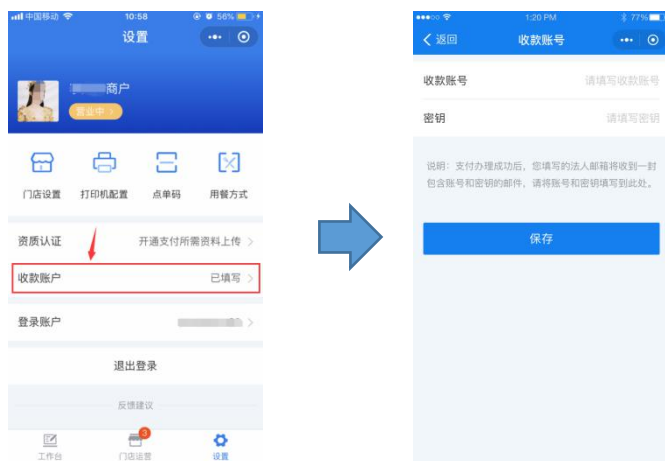 中国移动 10:58 56%
设置
商户
营业中 >
门店设置 打印机配置 点单码 用餐方式
资质认证 开通支付所需资料上传 >
收款账户 已填写 >
登录账户 >
退出登录
反馈建议
3
工作台 门店运营 设置
1:20 PM 77%
返回 收款账号
收款账号 请填写收款账号
密钥 请填写密钥
说明：支付办理成功后，您填写的法人邮箱将收到一封
包含账号和密钥的邮件，请将账号和密钥填写到此处。
保存